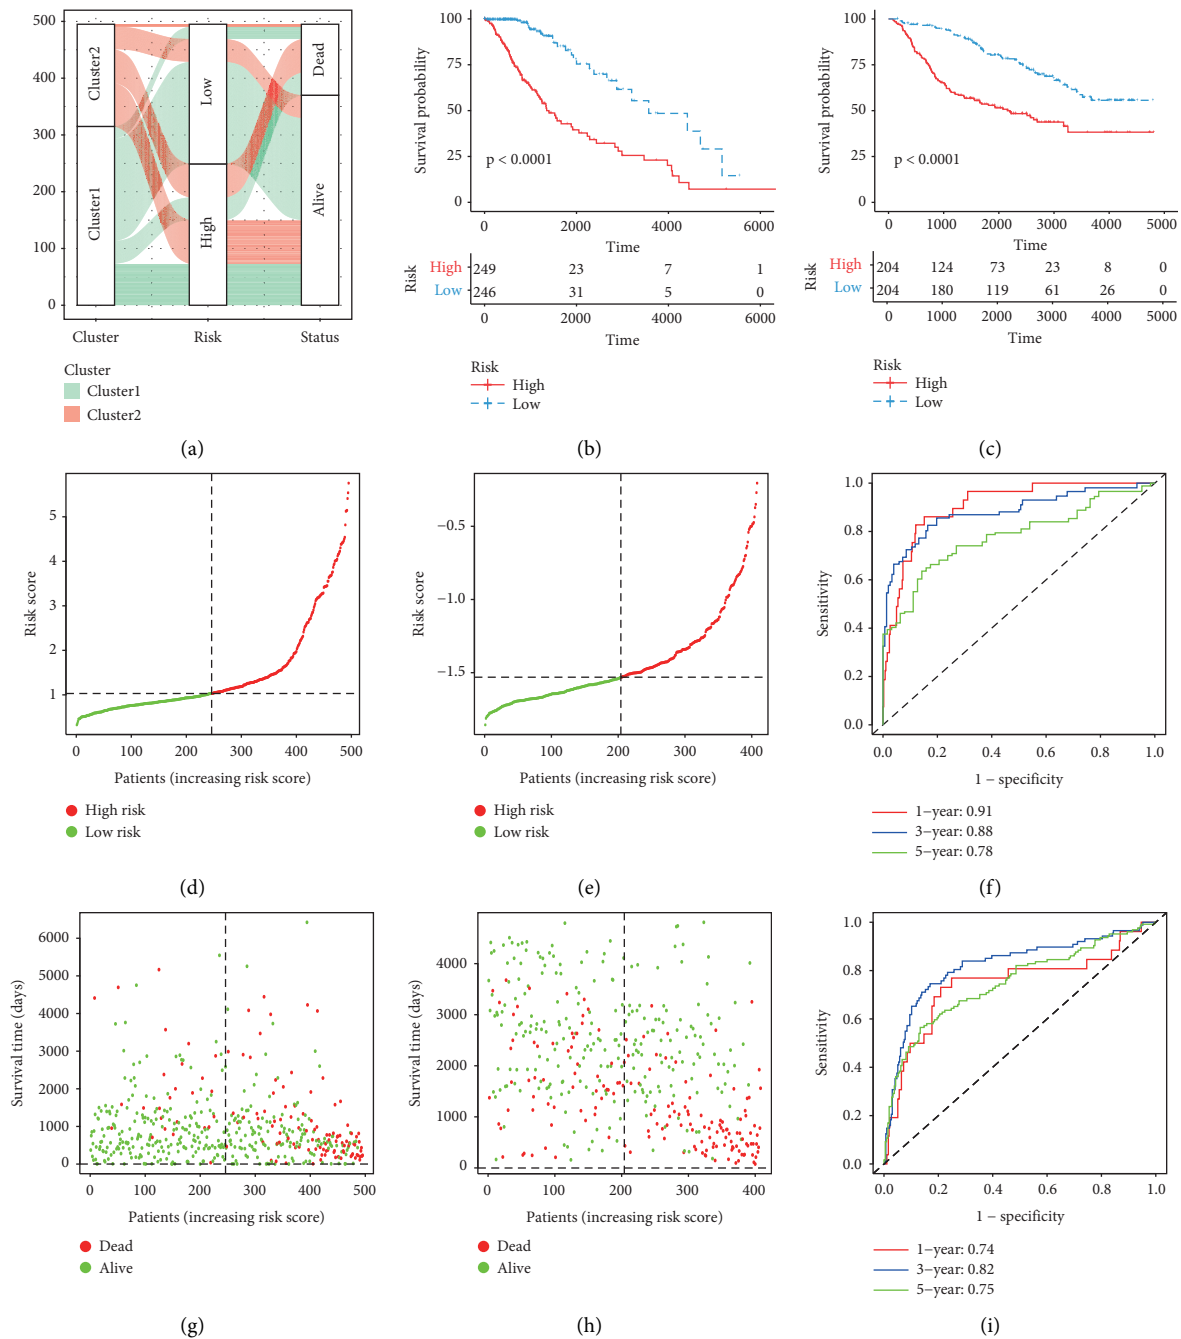 500
400
300
200
100
0
Cluster2
Cluster1
Low
High
Dead
Alive
Cluster
Risk
Status
Cluster
Cluster1
Cluster2
(a)
Survival probability
100
75
50
25
0
p < 0.0001
0
2000
4000
6000
Time
Risk
High 249 23 7 1
Low 246 31 5 0
0 2000 4000 6000
Time
Risk
High
Low
(b)
Survival probability
100
75
50
25
0
p < 0.0001
0 1000 2000 3000 4000 5000
Time
Risk
High 204 124 73 23 8 0
Low 204 180 119 61 26 0
0 1000 2000 3000 4000 5000
Time
Risk
High
Low
(c)
Risk score
5
4
3
2
1
0 100 200 300 400 500
Patients (increasing risk score)
High risk
Low risk
(d)
Risk score
−0.5
−1.0
−1.5
0 100 200 300 400
Patients (increasing risk score)
High risk
Low risk
(e)
Sensitivity
1.0
0.8
0.6
0.4
0.2
0.0
0.0 0.2 0.4 0.6 0.8 1.0
1 − specificity
1−year: 0.91
3−year: 0.88
5−year: 0.78
(f)
Survival time (days)
6000
5000
4000
3000
2000
1000
0
0 100 200 300 400 500
Patients (increasing risk score)
Dead
Alive
(g)
Survival time (days)
4000
3000
2000
1000
0
0 100 200 300 400
Patients (increasing risk score)
Dead
Alive
(h)
Sensitivity
1.0
0.8
0.6
0.4
0.2
0.0
0.0 0.2 0.4 0.6 0.8 1.0
1 − specificity
1−year: 0.74
3−year: 0.82
5−year: 0.75
(i)